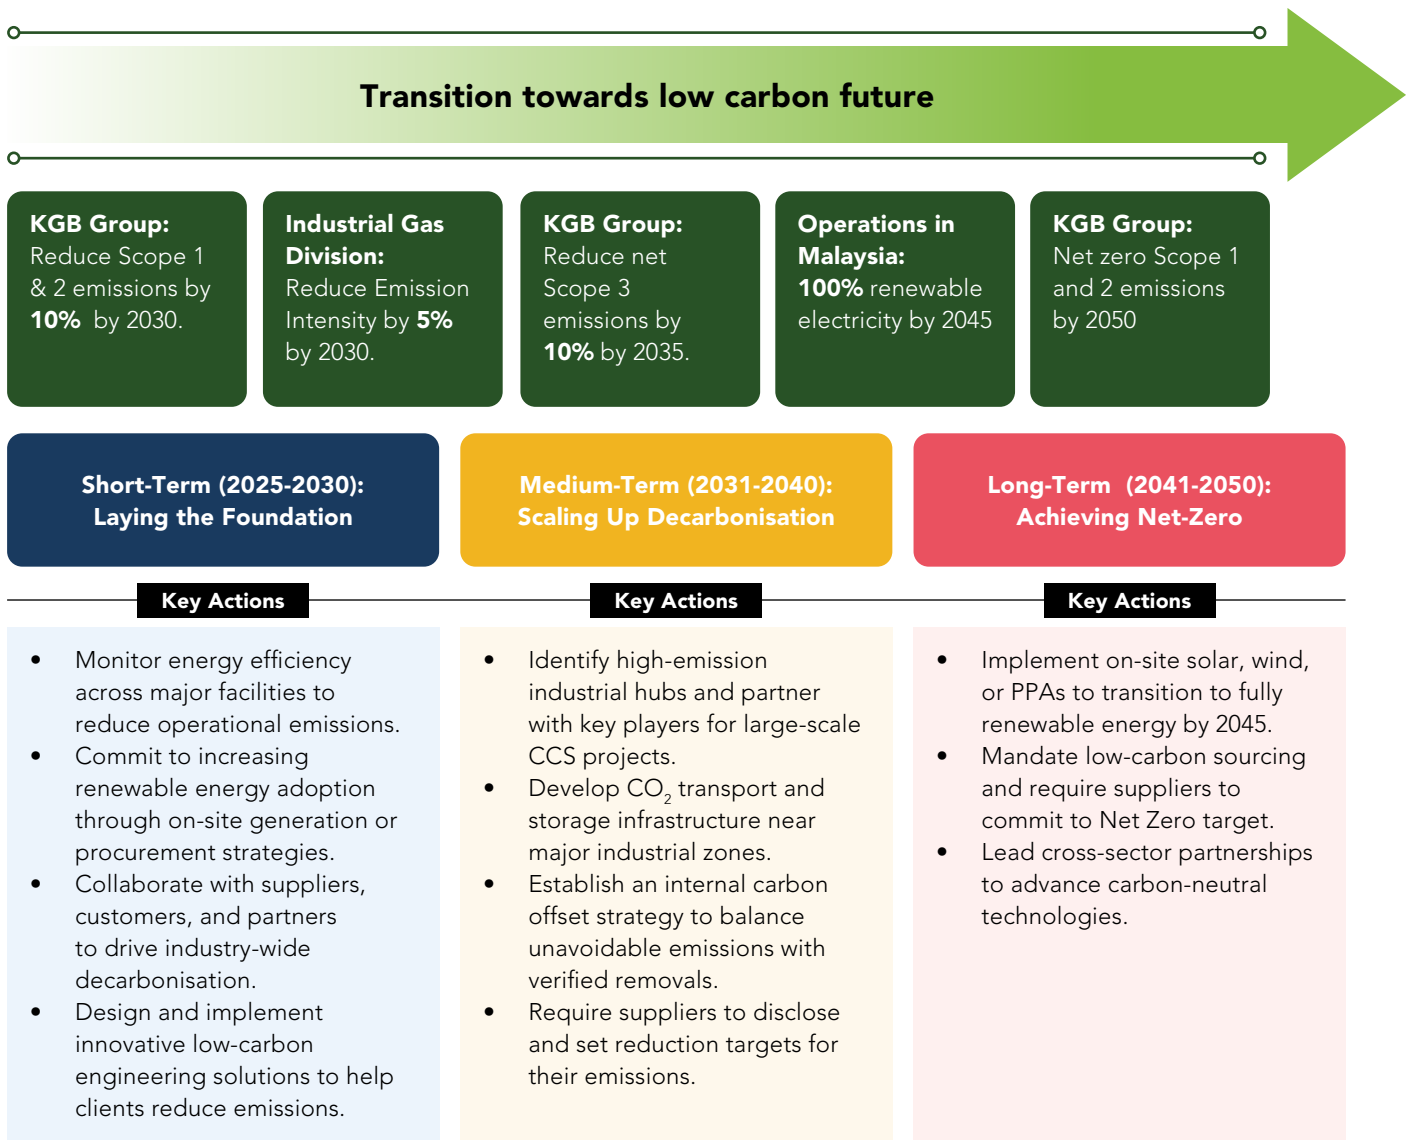 Transition towards low carbon future
KGB Group:
Reduce Scope 1
& 2 emissions by
10% by 2030.
Industrial Gas
Division:
Reduce Emission
Intensity by 5%
by 2030.
KGB Group:
Reduce net
Scope 3
emissions by
10% by 2035.
Operations in
Malaysia:
100% renewable
electricity by 2045
KGB Group:
Net zero Scope 1
and 2 emissions
by 2050
Short-Term (2025-2030):
Laying the Foundation
Medium-Term (2031-2040):
Scaling Up Decarbonisation
Long-Term (2041-2050):
Achieving Net-Zero
Key Actions
• Monitor energy efficiency
across major facilities to
reduce operational emissions.
• Commit to increasing
renewable energy adoption
through on-site generation or
procurement strategies.
• Collaborate with suppliers,
customers, and partners
to drive industry-wide
decarbonisation.
• Design and implement
innovative low-carbon
engineering solutions to help
clients reduce emissions.
Key Actions
• Identify high-emission
industrial hubs and partner
with key players for large-scale
CCS projects.
• Develop CO₂ transport and
storage infrastructure near
major industrial zones.
• Establish an internal carbon
offset strategy to balance
unavoidable emissions with
verified removals.
• Require suppliers to disclose
and set reduction targets for
their emissions.
Key Actions
• Implement on-site solar, wind,
or PPAs to transition to fully
renewable energy by 2045.
• Mandate low-carbon sourcing
and require suppliers to
commit to Net Zero target.
• Lead cross-sector partnerships
to advance carbon-neutral
technologies.